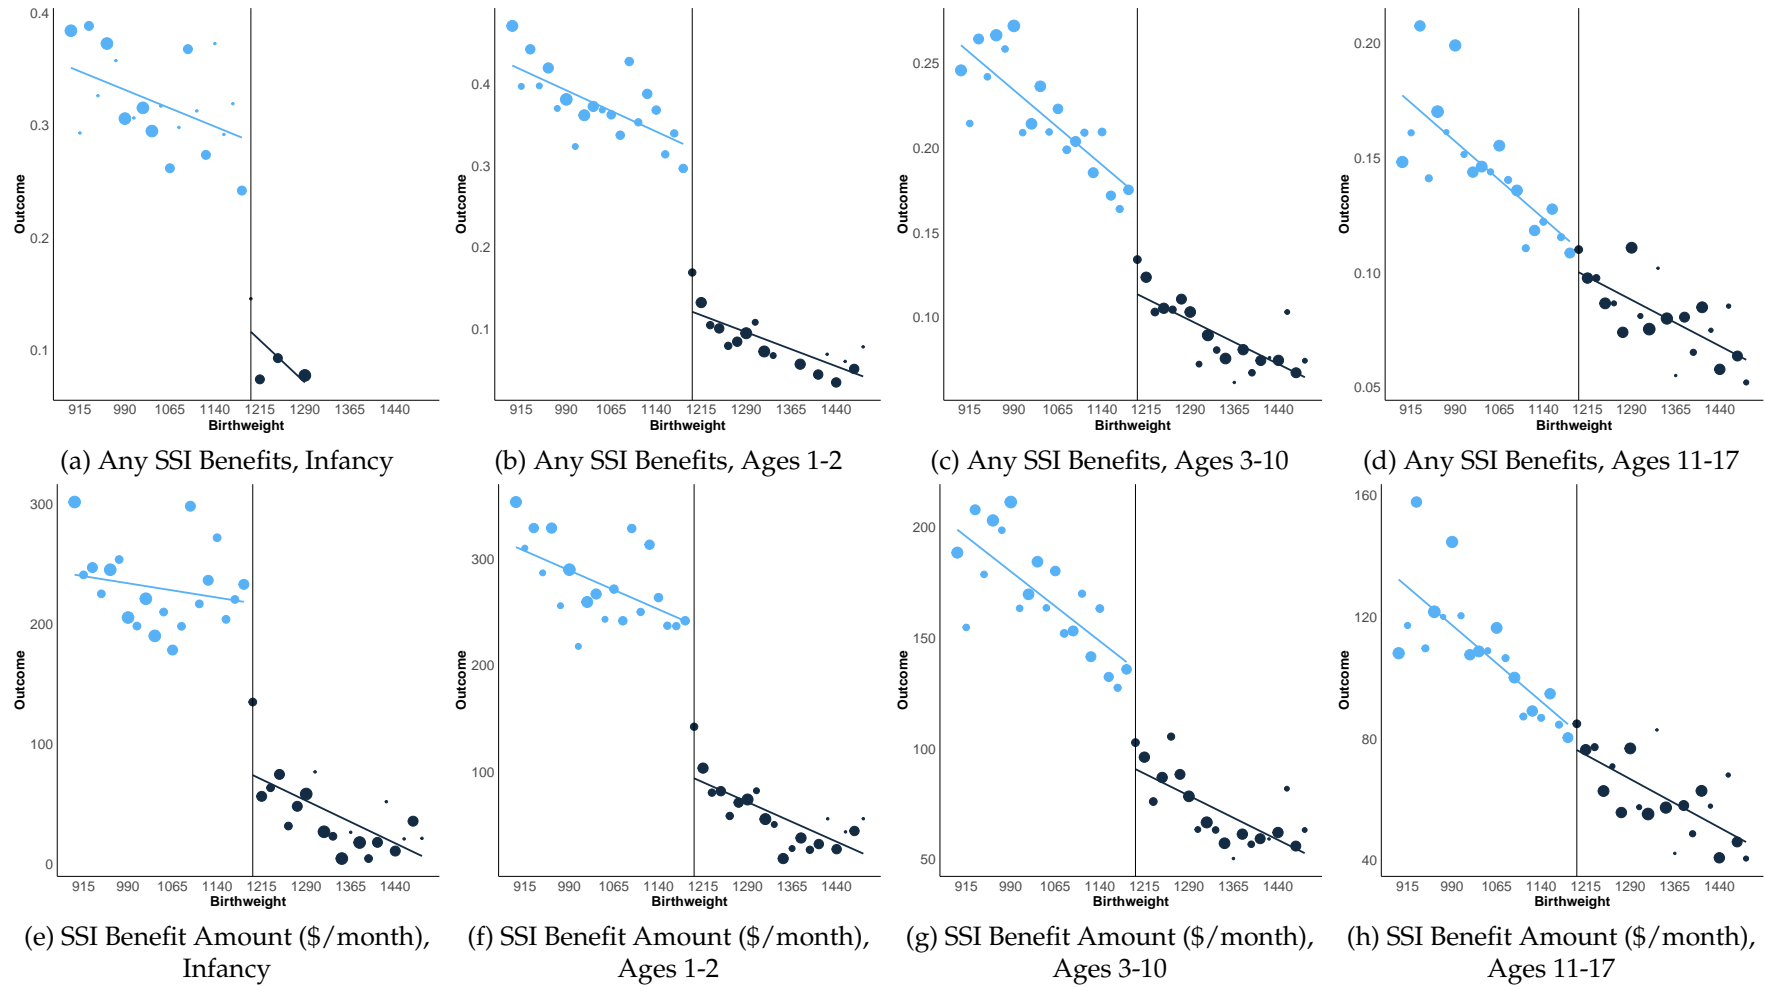 0.4
0.3
0.2
0.1
Outcome
915 990 1065 1140 1215 1290 1365 1440
Birthweight
(a) Any SSI Benefits, Infancy
0.4
0.3
0.2
0.1
Outcome
915 990 1065 1140 1215 1290 1365 1440
Birthweight
(b) Any SSI Benefits, Ages 1-2
0.25
0.20
0.15
0.10
Outcome
915 990 1065 1140 1215 1290 1365 1440
Birthweight
(c) Any SSI Benefits, Ages 3-10
0.20
0.15
0.10
0.05
Outcome
915 990 1065 1140 1215 1290 1365 1440
Birthweight
(d) Any SSI Benefits, Ages 11-17
300
200
100
0
Outcome
915 990 1065 1140 1215 1290 1365 1440
Birthweight
(e) SSI Benefit Amount ($/month),
Infancy
300
200
100
Outcome
915 990 1065 1140 1215 1290 1365 1440
Birthweight
(f) SSI Benefit Amount ($/month),
Ages 1-2
200
150
100
50
Outcome
915 990 1065 1140 1215 1290 1365 1440
Birthweight
(g) SSI Benefit Amount ($/month),
Ages 3-10
160
120
80
40
Outcome
915 990 1065 1140 1215 1290 1365 1440
Birthweight
(h) SSI Benefit Amount ($/month),
Ages 11-17